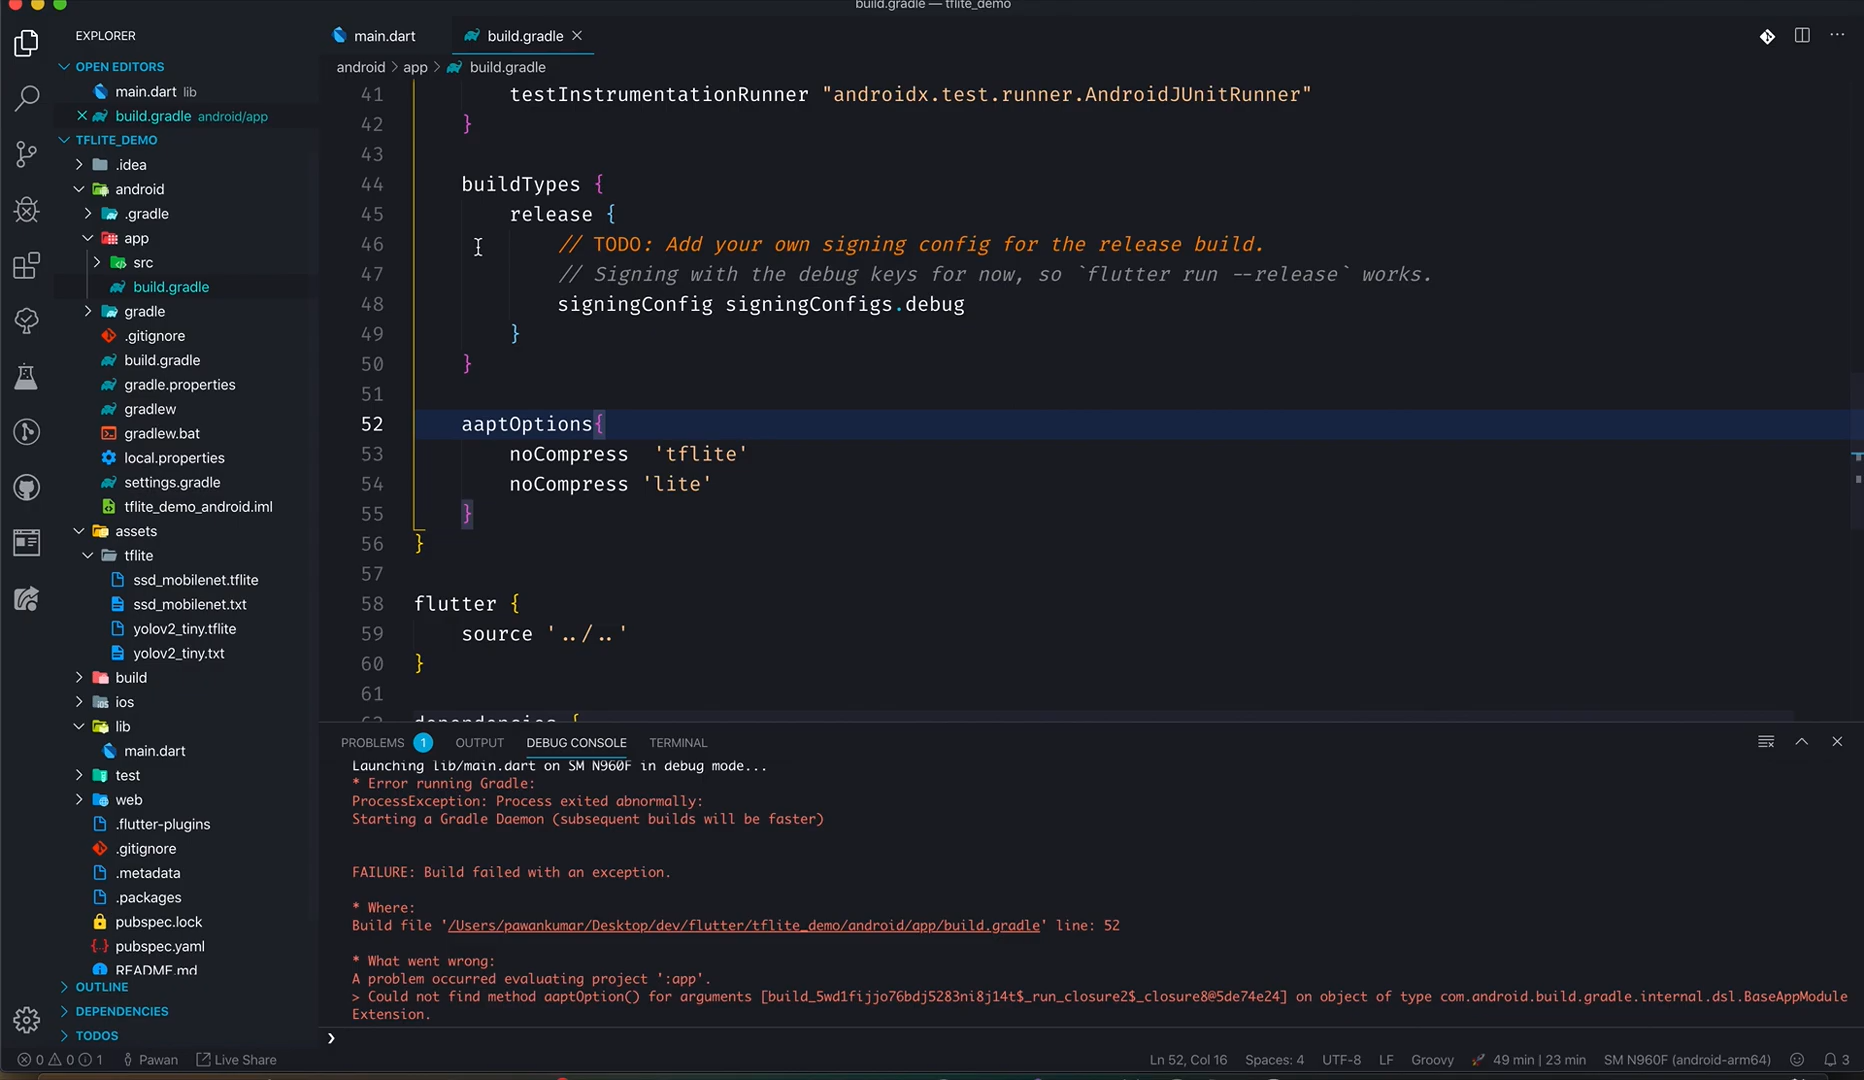 build.gradle — tflite_demo
EXPLORER
OPEN EDITORS
main.dart lib
build.gradle android/app
TFLITE_DEMO
.idea
android
.gradle
app
src
build.gradle
gradle
.gitignore
build.gradle
gradle.properties
gradlew
gradlew.bat
local.properties
settings.gradle
tflite_demo_android.iml
assets
tflite
ssd_mobilenet.tflite
ssd_mobilenet.txt
yolov2_tiny.tflite
yolov2_tiny.txt
build
ios
lib
main.dart
test
web
.flutter-plugins
.gitignore
.metadata
.packages
pubspec.lock
pubspec.yaml
README.md
OUTLINE
DEPENDENCIES
TODOS
main.dart
build.gradle
android > app > build.gradle
41 testInstrumentationRunner "androidx.test.runner.AndroidJUnitRunner"
42 }
43
44 buildTypes {
45 release {
46 // TODO: Add your own signing config for the release build.
47 // Signing with the debug keys for now, so `flutter run --release` works.
48 signingConfig signingConfigs.debug
49 }
50 }
51
52 aaptOptions{
53 noCompress  'tflite'
54 noCompress 'lite'
55 }
56 }
57
58 flutter {
59 source '../..'
60 }
61
62 dependencies {
PROBLEMS 1 OUTPUT DEBUG CONSOLE TERMINAL
Launching lib/main.dart on SM N960F in debug mode...
* Error running Gradle:
ProcessException: Process exited abnormally:
Starting a Gradle Daemon (subsequent builds will be faster)
FAILURE: Build failed with an exception.
* Where:
Build file '/Users/pawankumar/Desktop/dev/flutter/tflite_demo/android/app/build.gradle' line: 52
* What went wrong:
A problem occurred evaluating project ':app'.
> Could not find method aaptOption() for arguments [build_5wd1fijjo76bdj5283ni8j14t$_run_closure2$_closure8@5de74e24] on object of type com.android.build.gradle.internal.dsl.BaseAppModule
Extension.
0 0 1 Pawan Live Share Ln 52, Col 16 Spaces: 4 UTF-8 LF Groovy 49 min | 23 min SM N960F (android-arm64) 3